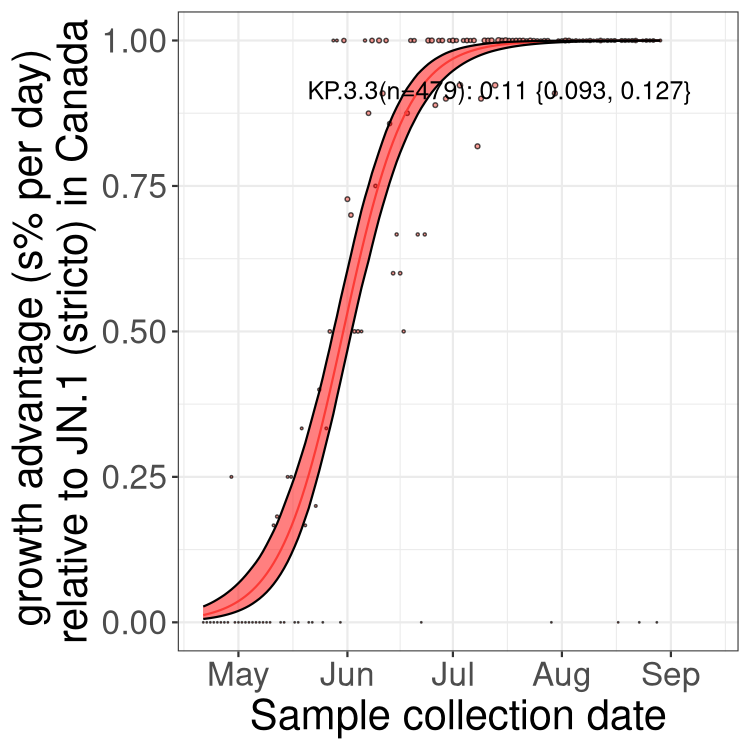 growth advantage (s% per day)
relative to JN.1 (stricto) in Canada
1.00
0.75
0.50
0.25
0.00
KP.3.3(n=479): 0.11 {0.093, 0.127}
May Jun Jul Aug Sep
Sample collection date